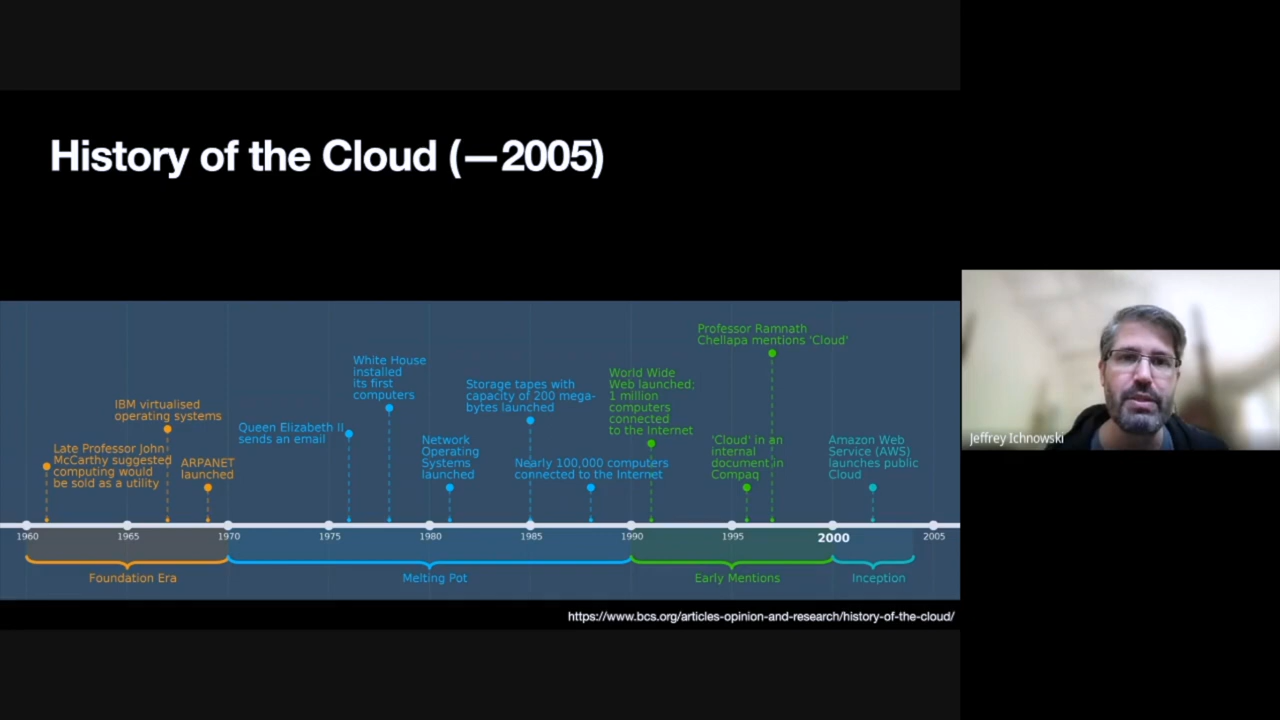 History of the Cloud (—2005)
Professor Ramnath
Chellapa mentions 'Cloud'
White House
installed
its first
computers
World Wide
Web launched;
1 million
computers
connected
to the Internet
Storage tapes with
capacity of 200 mega-
bytes launched
IBM virtualised
operating systems
Queen Elizabeth II
sends an email
Late Professor John
McCarthy suggested
computing would
be sold as a utility
ARPANET
launched
Network
Operating
Systems
launched
Nearly 100,000 computers
connected to the Internet
'Cloud' in an
internal
document in
Compaq
Amazon Web
Service (AWS)
launches public
Cloud
1960 1965 1970 1975 1980 1985 1990 1995 2000 2005
Foundation Era Melting Pot Early Mentions Inception
https://www.bcs.org/articles-opinion-and-research/history-of-the-cloud/
Jeffrey Ichnowski